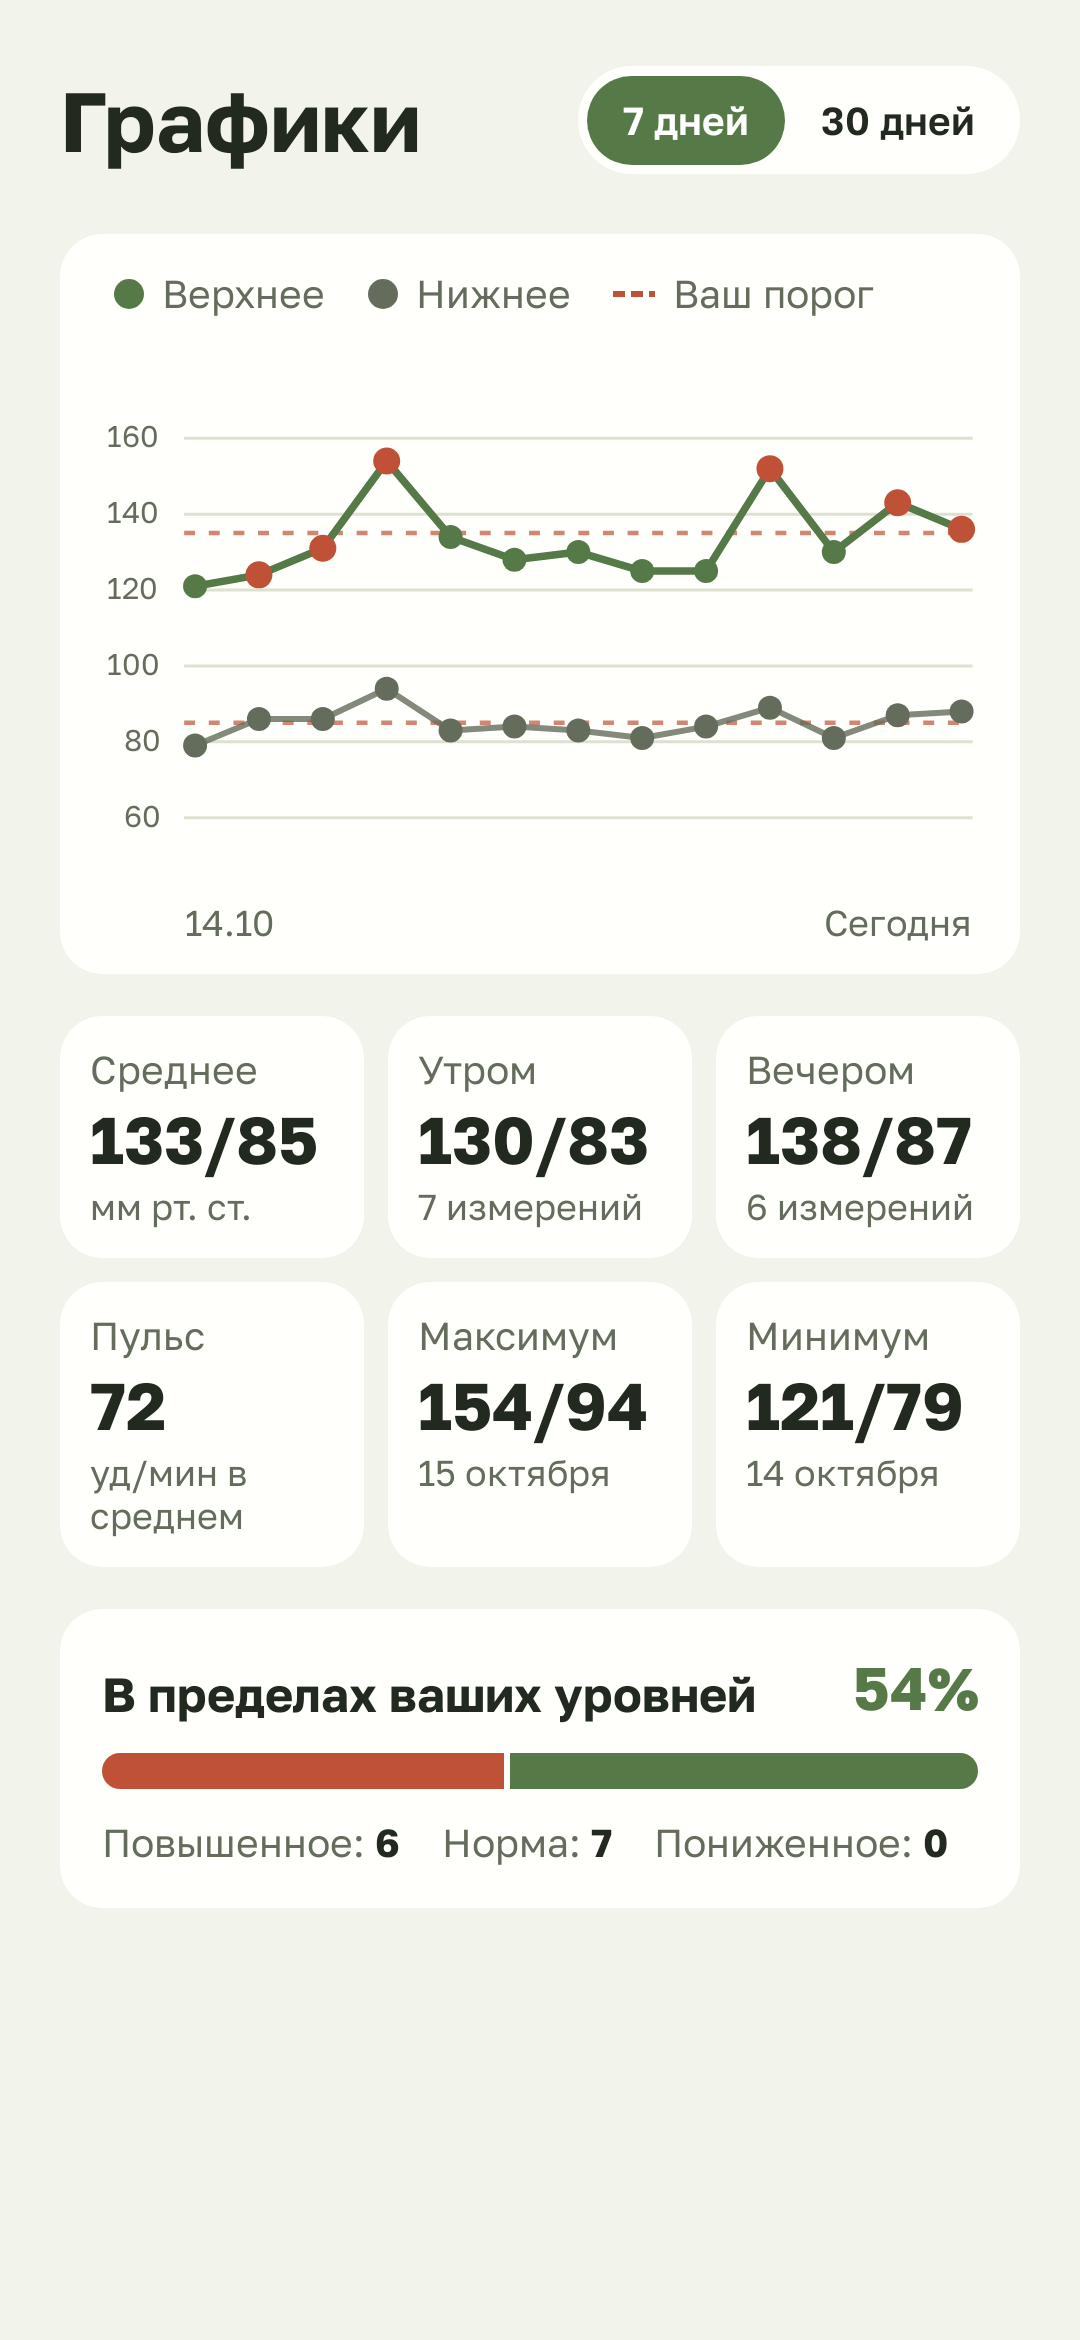 Графики
7 дней 30 дней
Верхнее Нижнее Ваш порог
160
140
120
100
80
60
14.10 Сегодня
Среднее
133/85
мм рт. ст.
Утром
130/83
7 измерений
Вечером
138/87
6 измерений
Пульс
72
уд/мин в
среднем
Максимум
154/94
15 октября
Минимум
121/79
14 октября
В пределах ваших уровней 54%
Повышенное: 6 Норма: 7 Пониженное: 0